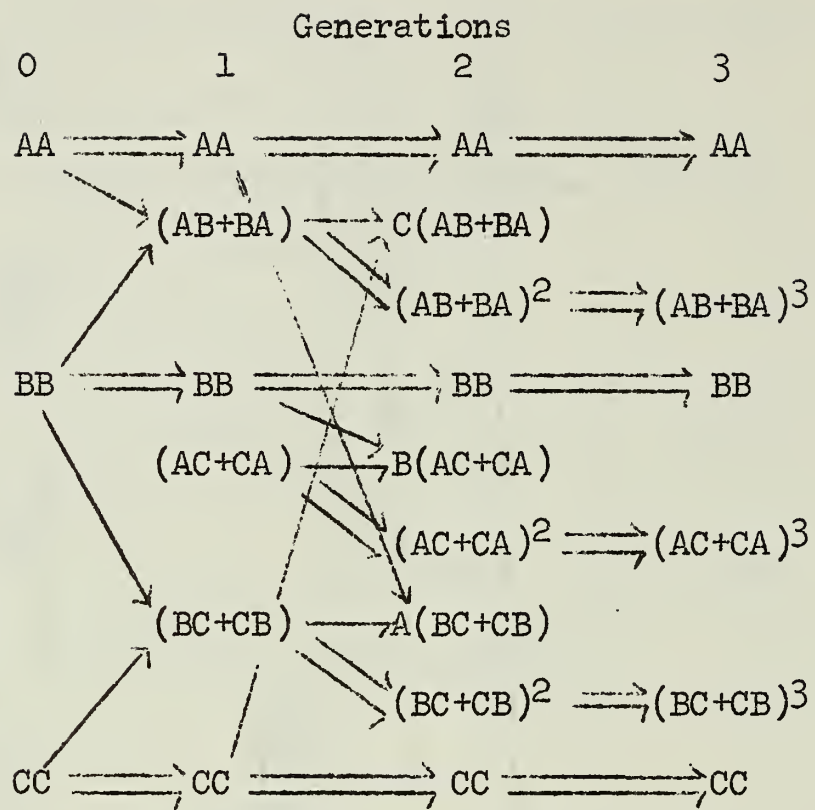 Generations
0 1 2 3
AA AA AA AA
(AB+BA) C(AB+BA)
(AB+BA)2 (AB+BA)3
BB BB BB BB
(AC+CA) B(AC+CA)
(AC+CA)2 (AC+CA)3
(BC+CB) A(BC+CB)
(BC+CB)2 (BC+CB)3
CC CC CC CC